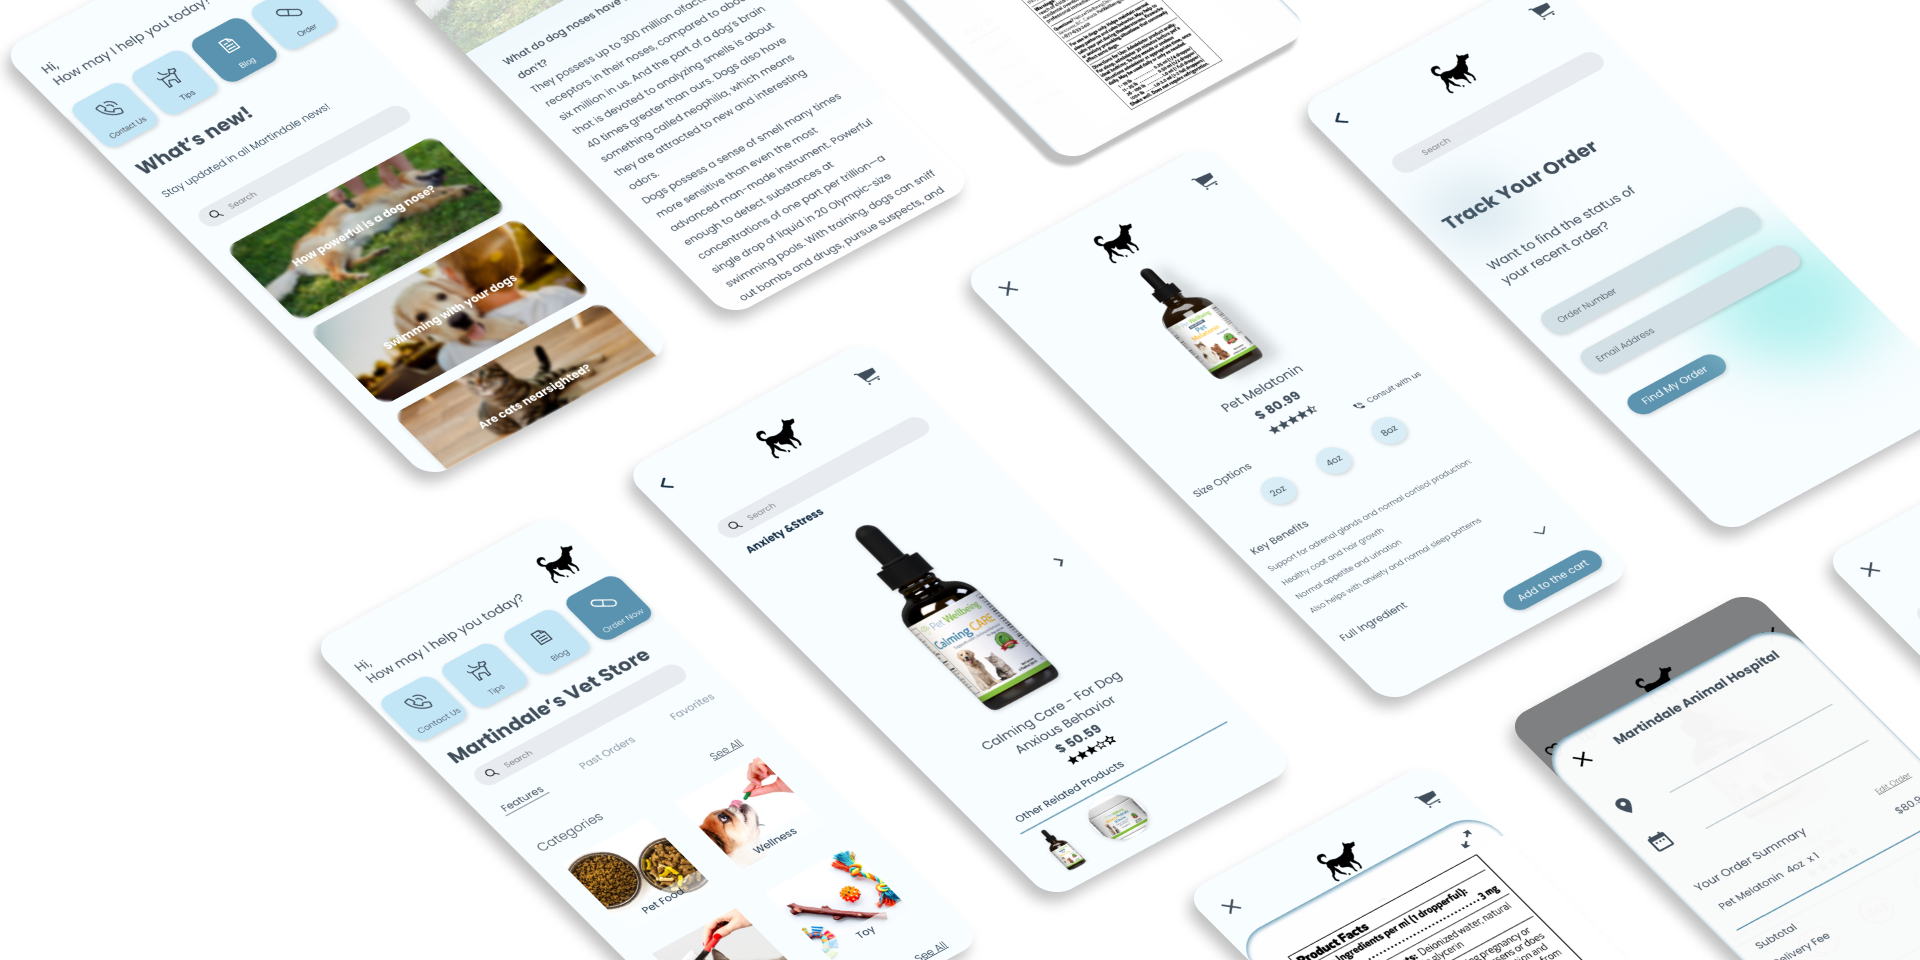 Hi,
How may I help you today?
Contact Us
Tips
Blog
Order
What's new!
Stay updated in all Martindale news!
Search
How powerful is a dog nose?
Swimming with your dogs
Are cats nearsighted?
What do dog noses have
don't?
They possess up to 300 million olfac
receptors in their noses, compared to abo
six million in us. And the part of a dog's brain
that is devoted to analyzing smells is about
40 times greater than ours. Dogs also have
something called neophilia, which means
they are attracted to new and interesting
odors.
Dogs possess a sense of smell many times
more sensitive than even the most
advanced man-made instrument. Powerful
enough to detect substances at
concentrations of one part per trillion—a
single drop of liquid in 20 Olympic-size
swimming pools. With training, dogs can sniff
out bombs and drugs, pursue suspects, and
Search
Track Your Order
Want to find the status of
your recent order?
Order Number
Email Address
Find My Order
Pet Melatonin
$ 80.99
Consult with us
Size Options
2oz
4oz
8oz
Key Benefits
Support for adrenal glands and normal cortisol production:
Healthy coat and hair growth
Normal appetite and urination
Also helps with anxiety and normal sleep patterns
Full Ingredient
Add to the cart
Search
Anxiety &Stress
Pet Wellbeing
Calming CARE
Calming Care - For Dog
Anxious Behavior
$ 50.59
Other Related Products
Hi,
How may I help you today?
Contact Us
Tips
Blog
Order Now
Martindale's Vet Store
Search
Features
Past Orders
Favorites
See All
Categories
Pet Food
Wellness
Toy
See All
Product Facts
Ingredients per ml (1 dropperful):
3 mg
Deionized water, natural
glycerin
Martindale Animal Hospital
Edit Order
$80.9
Your Order Summary
Pet Melatonin 4oz x 1
Subtotal
elivery Fee